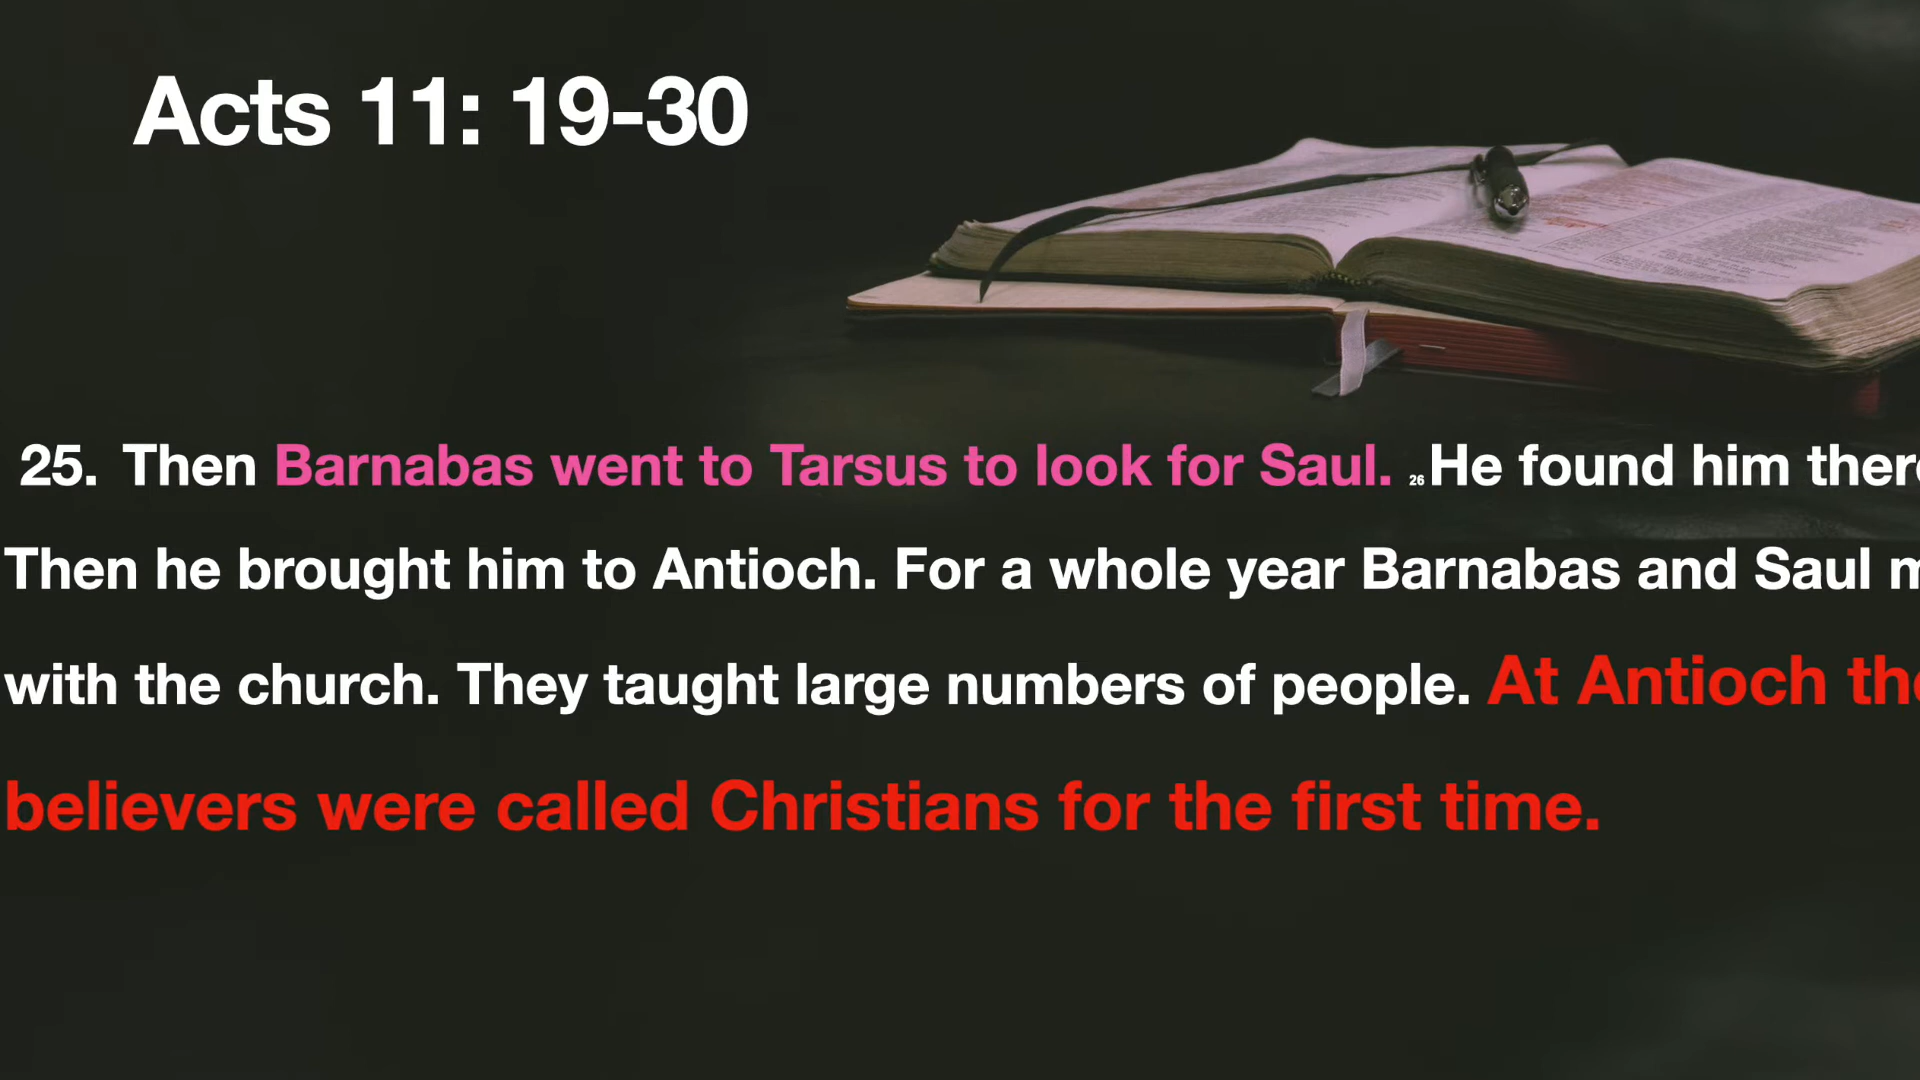 Acts 11: 19-30
25. Then Barnabas went to Tarsus to look for Saul. 26 He found him there
Then he brought him to Antioch. For a whole year Barnabas and Saul m
with the church. They taught large numbers of people. At Antioch the
believers were called Christians for the first time.